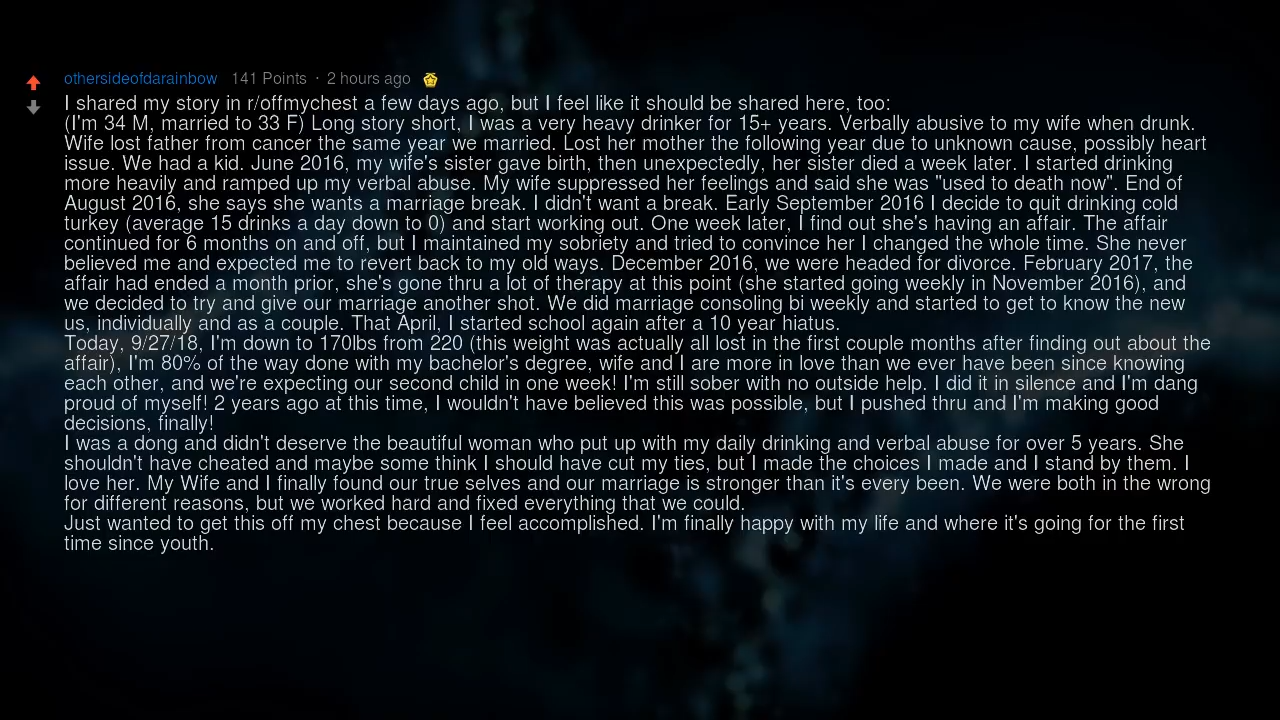 othersideofdarainbow 141 Points · 2 hours ago
I shared my story in r/offmychest a few days ago, but I feel like it should be shared here, too:
(I'm 34 M, married to 33 F) Long story short, I was a very heavy drinker for 15+ years. Verbally abusive to my wife when drunk.
Wife lost father from cancer the same year we married. Lost her mother the following year due to unknown cause, possibly heart
issue. We had a kid. June 2016, my wife's sister gave birth, then unexpectedly, her sister died a week later. I started drinking
more heavily and ramped up my verbal abuse. My wife suppressed her feelings and said she was "used to death now". End of
August 2016, she says she wants a marriage break. I didn't want a break. Early September 2016 I decide to quit drinking cold
turkey (average 15 drinks a day down to 0) and start working out. One week later, I find out she's having an affair. The affair
continued for 6 months on and off, but I maintained my sobriety and tried to convince her I changed the whole time. She never
believed me and expected me to revert back to my old ways. December 2016, we were headed for divorce. February 2017, the
affair had ended a month prior, she's gone thru a lot of therapy at this point (she started going weekly in November 2016), and
we decided to try and give our marriage another shot. We did marriage consoling bi weekly and started to get to know the new
us, individually and as a couple. That April, I started school again after a 10 year hiatus.
Today, 9/27/18, I'm down to 170lbs from 220 (this weight was actually all lost in the first couple months after finding out about the
affair), I'm 80% of the way done with my bachelor's degree, wife and I are more in love than we ever have been since knowing
each other, and we're expecting our second child in one week! I'm still sober with no outside help. I did it in silence and I'm dang
proud of myself! 2 years ago at this time, I wouldn't have believed this was possible, but I pushed thru and I'm making good
decisions, finally!
I was a dong and didn't deserve the beautiful woman who put up with my daily drinking and verbal abuse for over 5 years. She
shouldn't have cheated and maybe some think I should have cut my ties, but I made the choices I made and I stand by them. I
love her. My Wife and I finally found our true selves and our marriage is stronger than it's every been. We were both in the wrong
for different reasons, but we worked hard and fixed everything that we could.
Just wanted to get this off my chest because I feel accomplished. I'm finally happy with my life and where it's going for the first
time since youth.